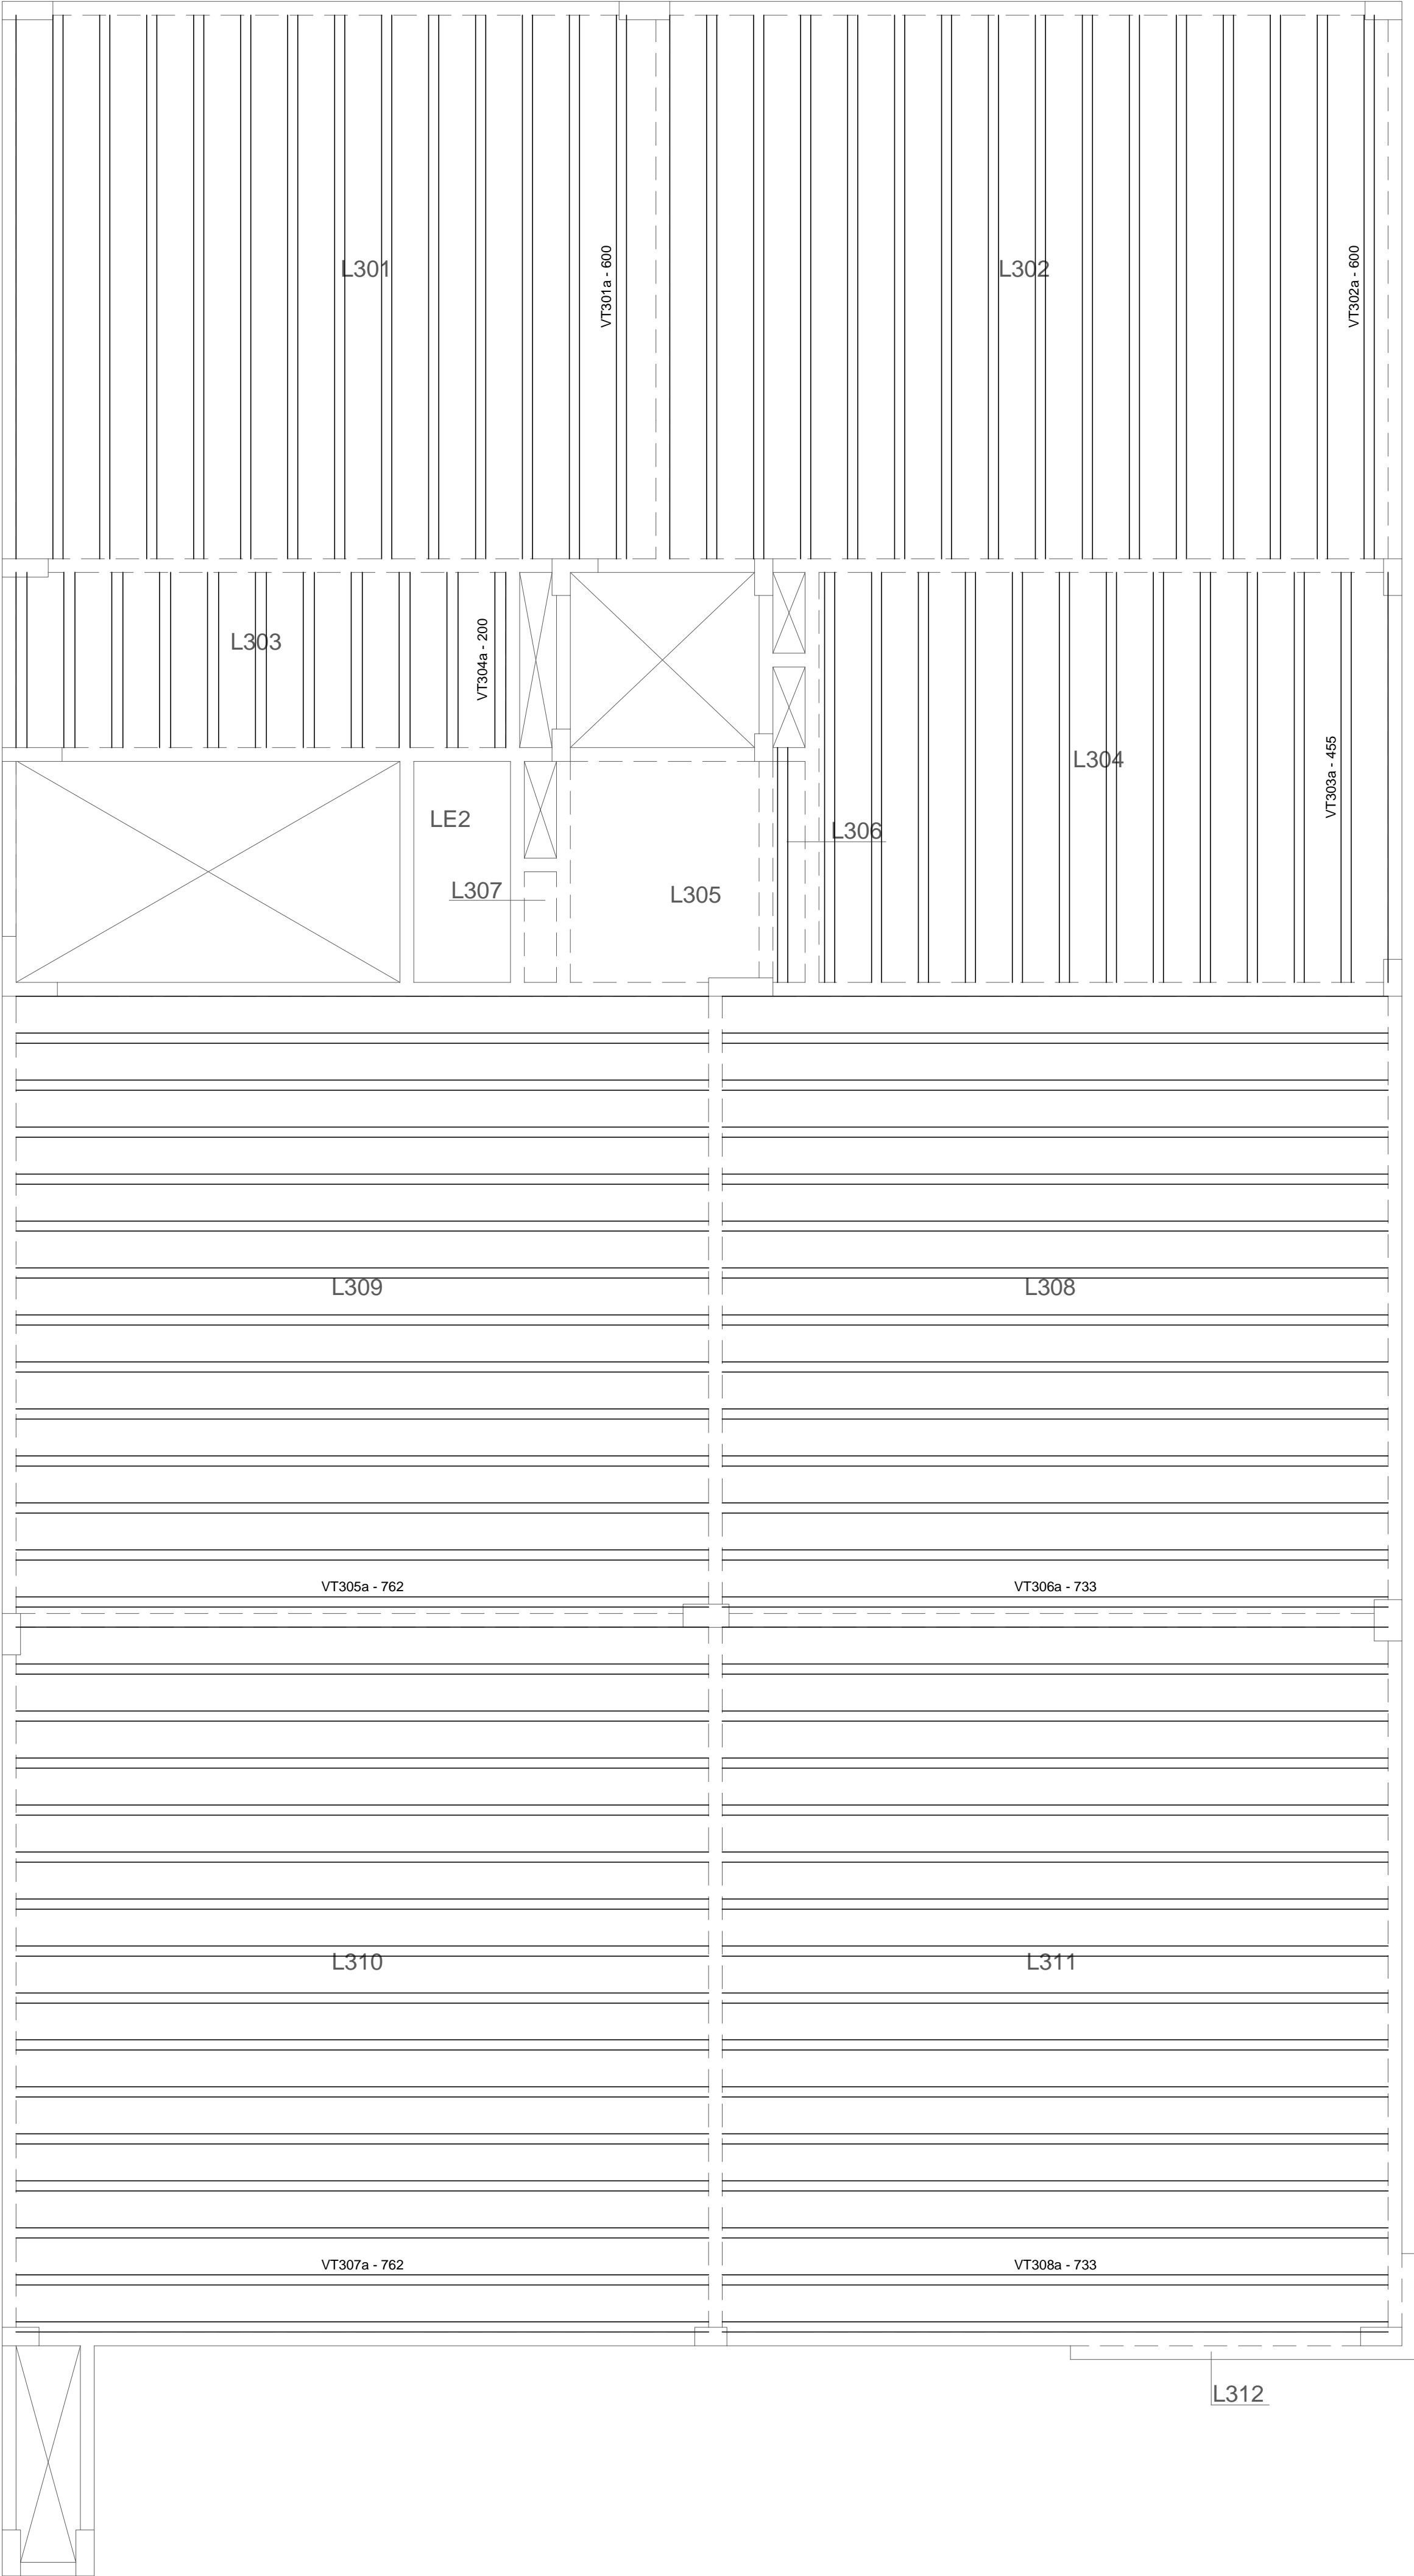 L301
VT301a - 600
L302
VT302a - 600
L303
VT304a - 200
L304
VT303a - 455
LE2
L306
L307
L305
L309
L308
VT305a - 762
VT306a - 733
L310
L311
VT307a - 762
VT308a - 733
L312